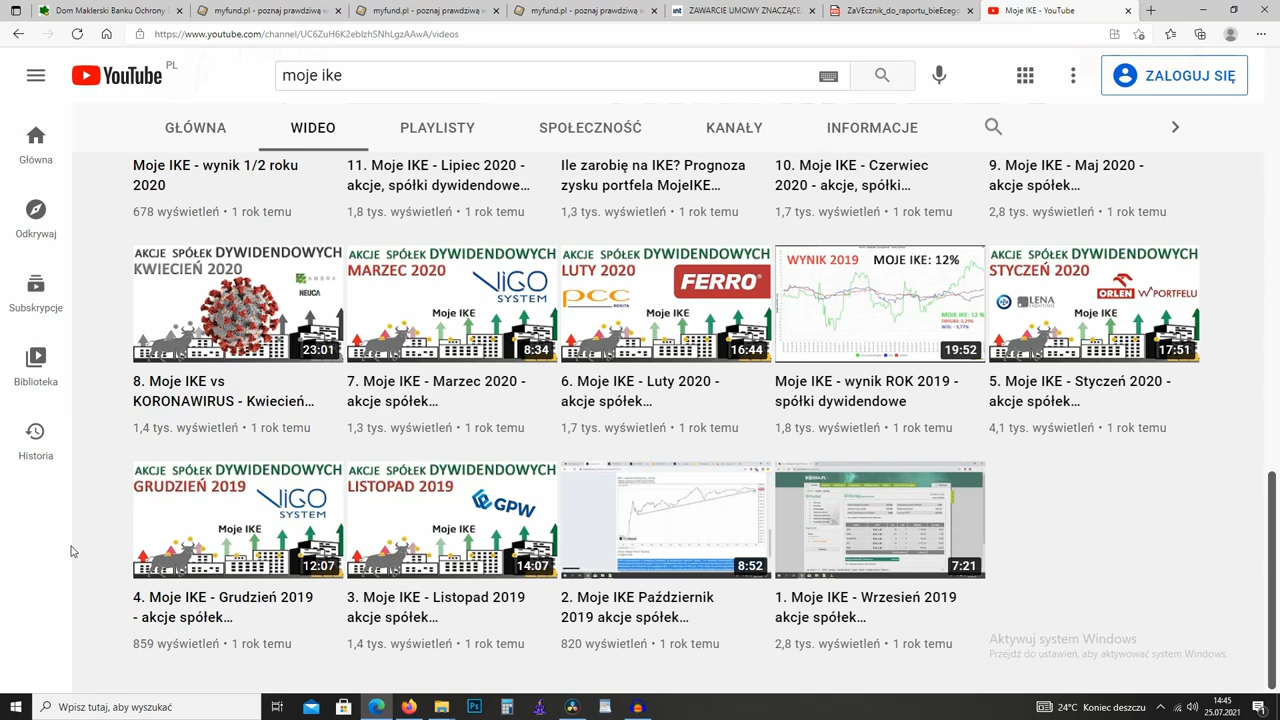 Dom Maklerski Banku Ochrony Ś
myfund.pl - poznaj prawdziwą w
myfund.pl - poznaj prawdziwą w
myfund.pl - poznaj prawdziwą w
int ZAWARCIE UMOWY ZNACZĄCEJ
ZaVEcznik_do_raportu_bieEcego
Moje IKE - YouTube
https://www.youtube.com/channel/UC6ZuH6K2eblzhSNhLgzAAwA/videos
YouTube PL
moje ike
ZALOGUJ SIĘ
GŁÓWNA WIDEO PLAYLISTY SPOŁECZNOŚĆ KANAŁY INFORMACJE
Główna
Odkrywaj
Subskrypcje
Biblioteka
Historia
Moje IKE - wynik 1/2 roku
2020
678 wyświetleń • 1 rok temu
11. Moje IKE - Lipiec 2020 -
akcje, spółki dywidendowe...
1,8 tys. wyświetleń • 1 rok temu
Ile zarobię na IKE? Prognoza
zysku portfela MojeIKE...
1,3 tys. wyświetleń • 1 rok temu
10. Moje IKE - Czerwiec
2020 - akcje, spółki...
1,7 tys. wyświetleń • 1 rok temu
9. Moje IKE - Maj 2020 -
akcje spółek...
2,8 tys. wyświetleń • 1 rok temu
AKCJE SPÓŁEK DYWIDENDOWYCH
KWIECIEŃ 2020
AMBRA
NEUCA
23:01
8. Moje IKE vs
KORONAWIRUS - Kwiecień...
1,4 tys. wyświetleń • 1 rok temu
AKCJE SPÓŁEK DYWIDENDOWYCH
MARZEC 2020
VIGO
SYSTEM
Moje IKE
8:34
7. Moje IKE - Marzec 2020 -
akcje spółek...
1,3 tys. wyświetleń • 1 rok temu
AKCJE SPÓŁEK DYWIDENDOWYCH
LUTY 2020
FERRO
PCC
ROKITA
Moje IKE
16:44
6. Moje IKE - Luty 2020 -
akcje spółek...
1,7 tys. wyświetleń • 1 rok temu
WYNIK 2019 MOJE IKE: 12%
MOJE IKE: 12 %
19:52
Moje IKE - wynik ROK 2019 -
spółki dywidendowe
1,8 tys. wyświetleń • 1 rok temu
AKCJE SPÓŁEK DYWIDENDOWYCH
STYCZEŃ 2020
ORLEN W PORTFELU
LENA
LIGHTING
Moje IKE
17:51
5. Moje IKE - Styczeń 2020 -
akcje spółek...
4,1 tys. wyświetleń • 1 rok temu
AKCJE SPÓŁEK DYWIDENDOWYCH
GRUDZIEŃ 2019
VIGO
SYSTEM
Moje IKE
12:07
4. Moje IKE - Grudzień 2019
- akcje spółek...
859 wyświetleń • 1 rok temu
AKCJE SPÓŁEK DYWIDENDOWYCH
LISTOPAD 2019
GPW
Moje IKE
14:07
3. Moje IKE - Listopad 2019
akcje spółek...
1,4 tys. wyświetleń • 1 rok temu
8:52
2. Moje IKE Październik
2019 akcje spółek...
820 wyświetleń • 1 rok temu
7:21
1. Moje IKE - Wrzesień 2019
akcje spółek...
2,8 tys. wyświetleń • 1 rok temu
Aktywuj system Windows
Przejdź do ustawień, aby aktywować system Windows.
Wpisz tutaj, aby wyszukać
24°C Koniec deszczu
14:45
25.07.2021